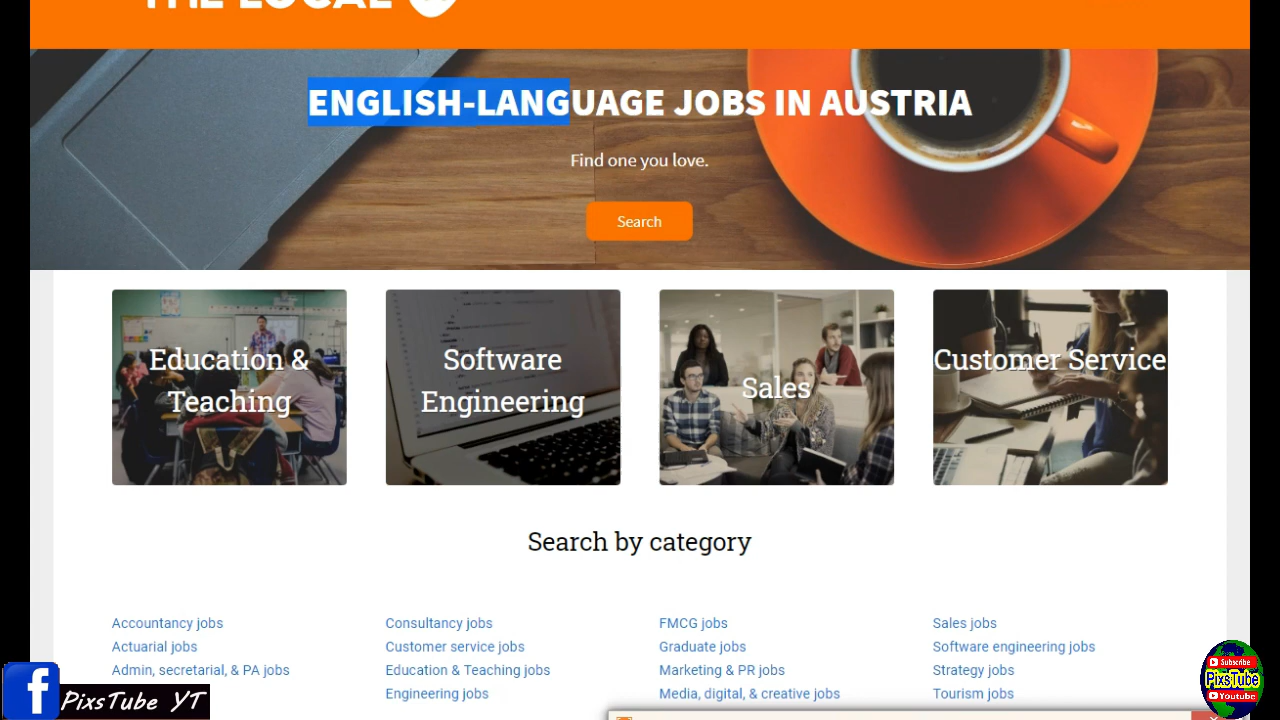 THE LOCAL
ENGLISH-LANGUAGE JOBS IN AUSTRIA
Find one you love.
Search
Education &
Teaching
Software
Engineering
Sales
Customer Service
Search by category
Accountancy jobs
Actuarial jobs
Admin, secretarial, & PA jobs
Consultancy jobs
Customer service jobs
Education & Teaching jobs
Engineering jobs
FMCG jobs
Graduate jobs
Marketing & PR jobs
Media, digital, & creative jobs
Sales jobs
Software engineering jobs
Strategy jobs
Tourism jobs
f PixsTube YT
Subscribe
PixsTube
Youtube